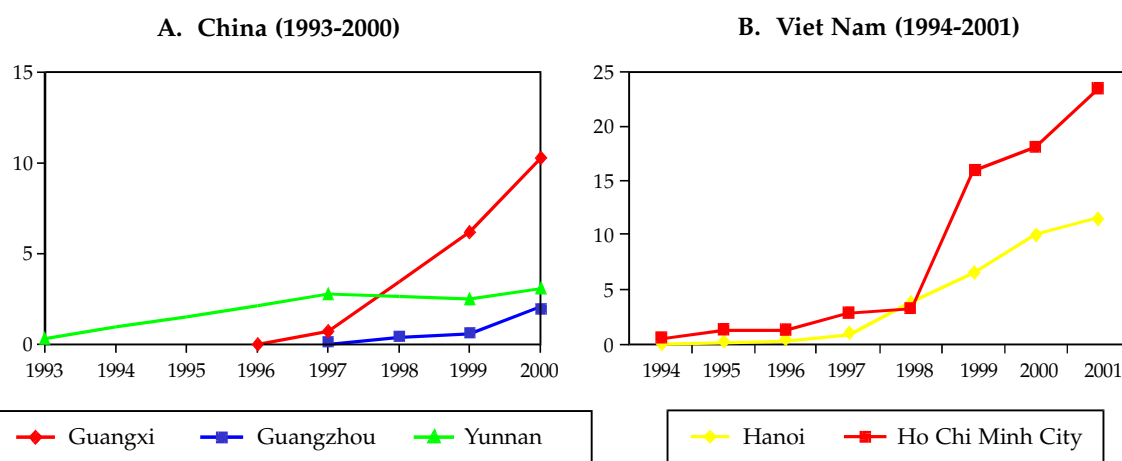 A. China (1993-2000)
15
10
5
0
1993 1994 1995 1996 1997 1998 1999 2000
Guangxi Guangzhou Yunnan
B. Viet Nam (1994-2001)
25
20
15
10
5
0
1994 1995 1996 1997 1998 1999 2000 2001
Hanoi Ho Chi Minh City